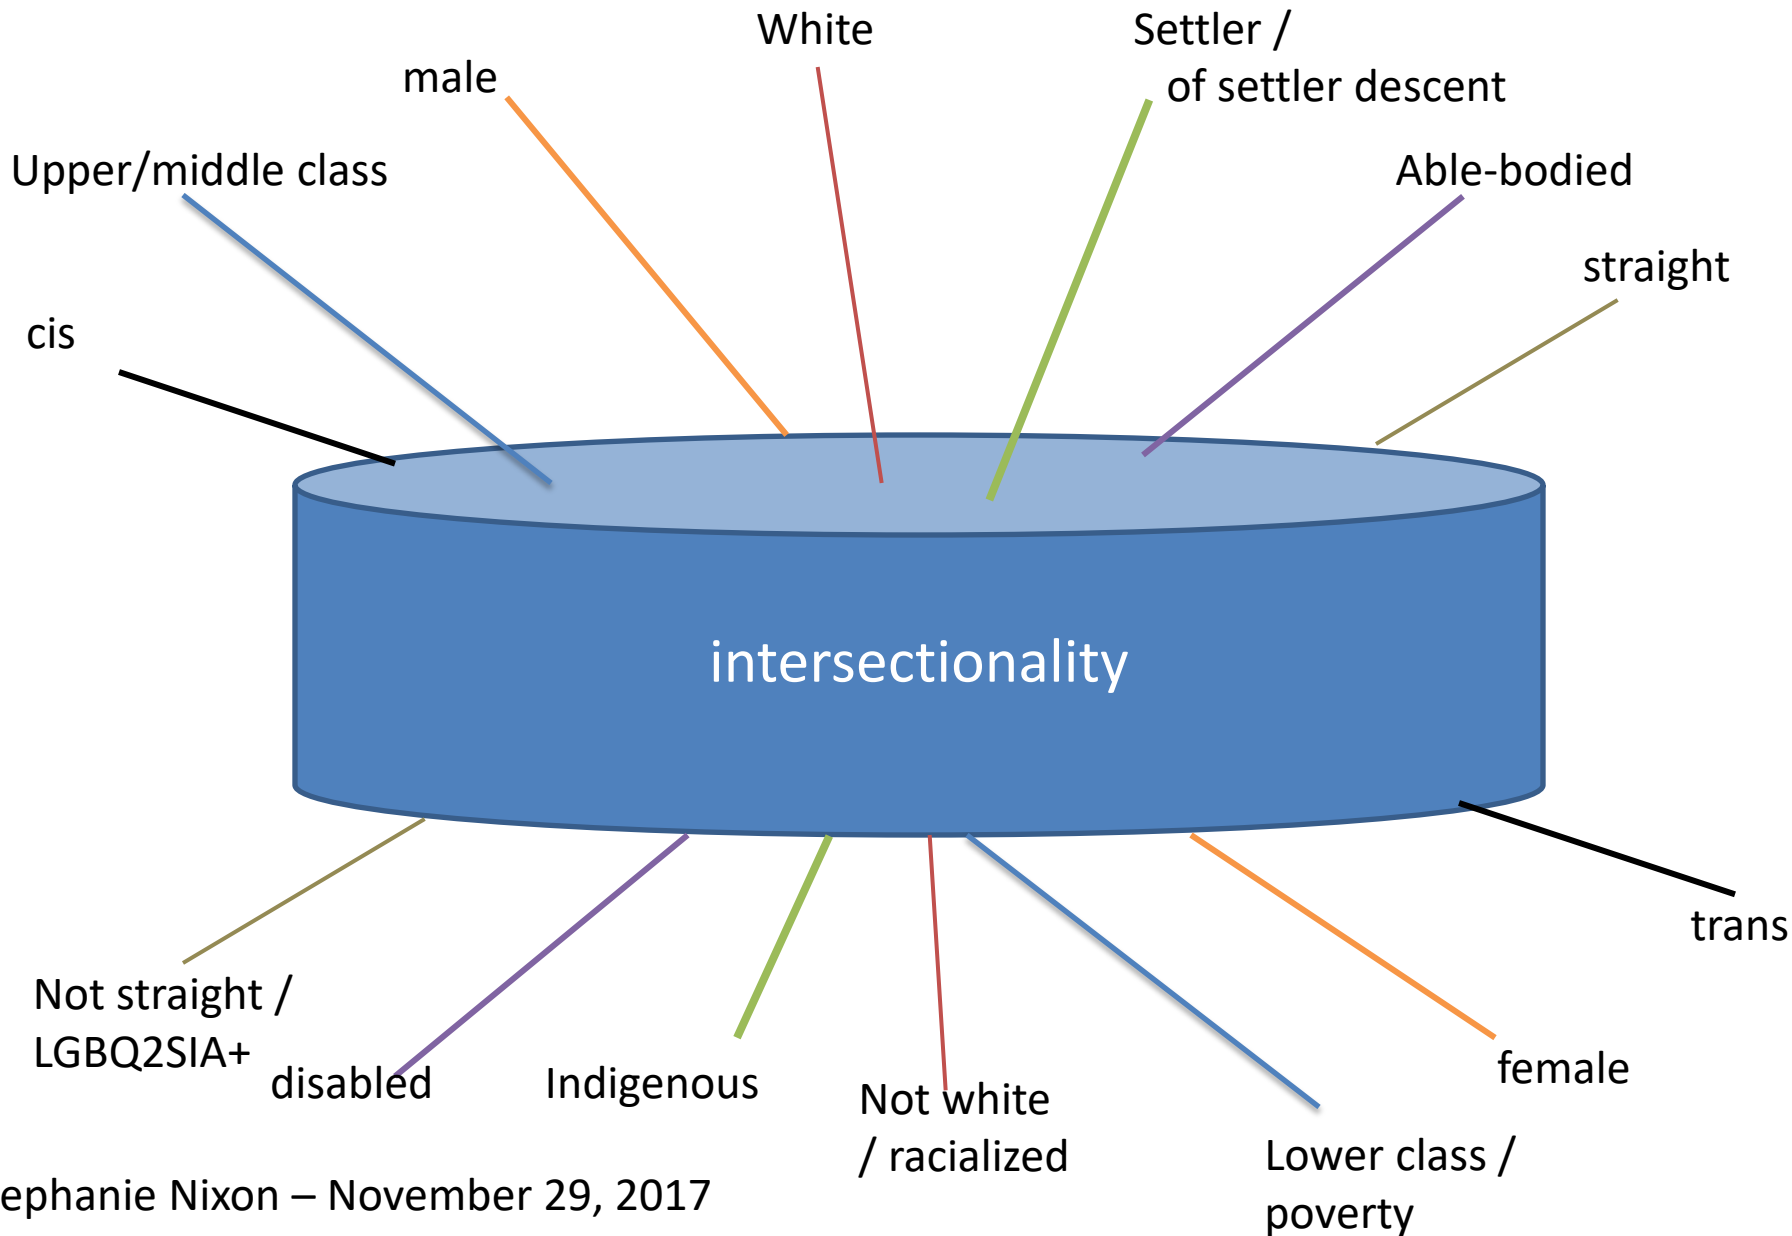 White
Settler /
of settler descent
male
Upper/middle class
Able-bodied
straight
cis
intersectionality
trans
Not straight /
LGBQ2SIA+
disabled
Indigenous
Not white
/ racialized
female
Lower class /
poverty
ephanie Nixon – November 29, 2017